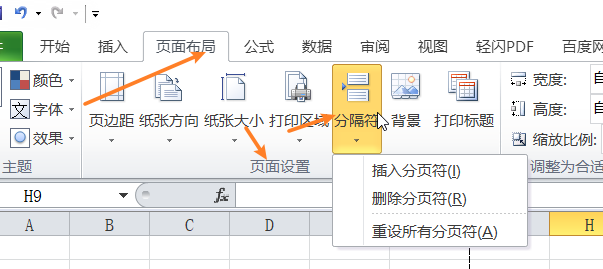 开始 插入 页面布局 公式 数据 审阅 视图 轻闪PDF 百度网
颜色
字体
效果
主题
页边距 纸张方向 纸张大小 打印区域 分隔符 背景 打印标题
页面设置
宽度: 自
高度: 自
缩放比例:
调整为合适
插入分页符(I)
删除分页符(R)
重设所有分页符(A)
H9 fx
A B C D H